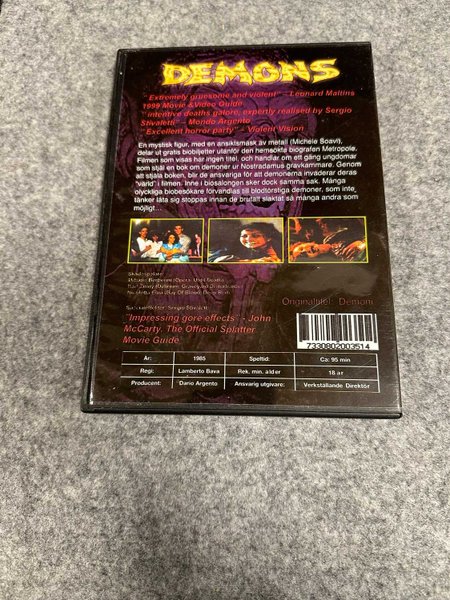 DEMONS
" Extremely gruesome and violent" – Leonard Maltins
1999 Movie &Video Guide
" intentive deaths galore, expertly realised by Sergio
Stivaletti" – Mondo Argento
"Excellent horror party" – Violent Vision
En mystisk figur, med en ansiktsmask av metall (Michele Soavi),
delar ut gratis biobiljetter utanför den hemsökta biografen Metropole.
Filmen som visas har ingen titel, och handlar om ett gäng ungdomar
som stjäl en bok om demoner ur Nostradamus gravkammare. Genom
att stjäla boken, blir de ansvariga för att demonerna invaderar deras
"värld" i filmen. Inne i biosalongen sker dock samma sak. Många
olyckliga biobesökare förvandlas till blodtörstiga demoner, som inte
tänker låta sig stoppas innan de brutalt slaktat så många andra som
möjligt...
Originaltitel: Demoni
"Impressing gore effects" - John
McCarty, The Official Splatter
Movie Guide
7330802003514
År: 1985 Speltid: Ca: 95 min
Regi: Lamberto Bava Rek. min. ålder 18 år
Producent: Dario Argento Ansvarig utgivare: Verkställande Direktör